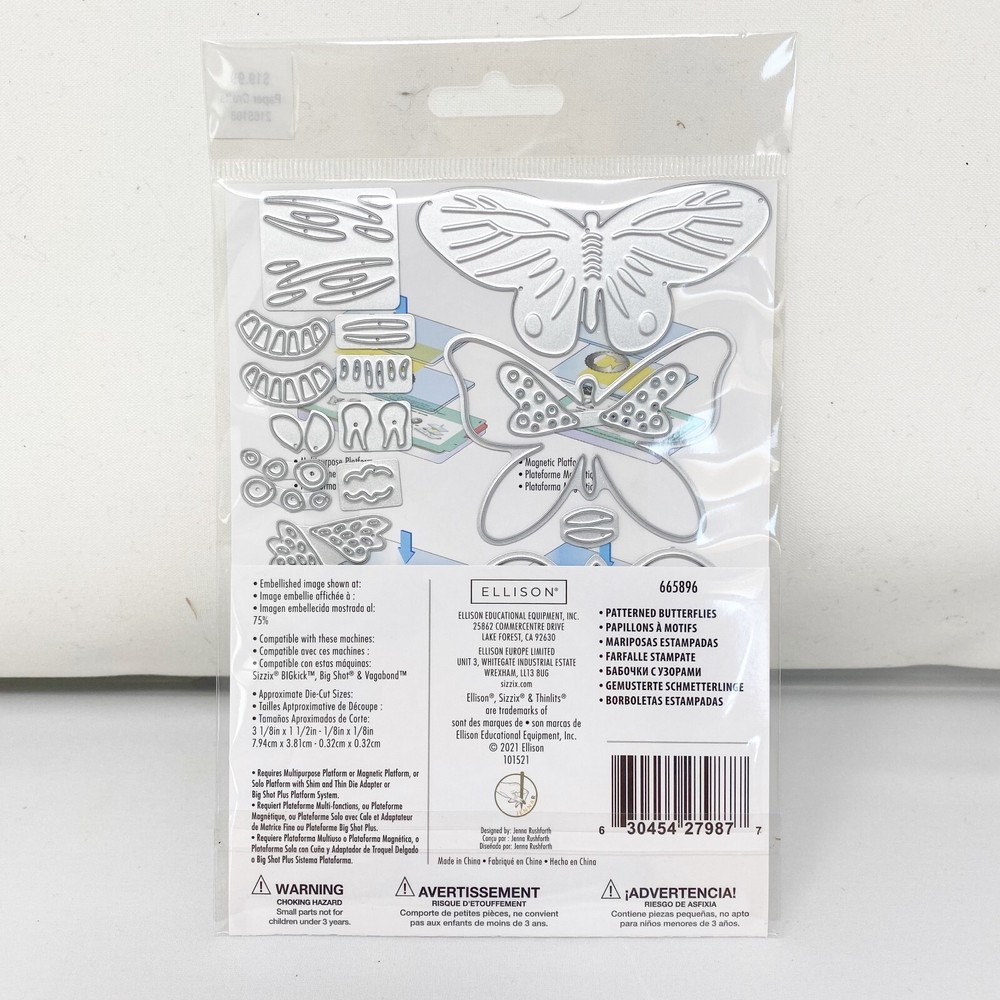 $19.99
Paper Craft
• Multipurpose Platform
• Magnetic Platfo
• Plateforme Ma
• Plataforma
• Embellished image shown at:
• Image embellie affichée à :
• Imagen embellecida mostrada al:
75%
• Compatible with these machines:
• Compatible avec ces machines :
• Compatible con estas máquinas:
Sizzix® BIGkick™, Big Shot® & Vagabond™
• Approximate Die-Cut Sizes:
• Tailles Aptproximative de Découpe :
• Tamaños Aproximados de Corte:
3 1/8in x 1 1/2in - 1/8in x 1/8in
7.94cm x 3.81cm - 0.32cm x 0.32cm
• Requires Multipurpose Platform or Magnetic Platform, or
Solo Platform with Shim and Thin Die Adapter or
Big Shot Plus Platform System.
• Requiert Plateforme Multi-fonctions, ou Plateforme
Magnétique, ou Plateforme Solo avec Cale et Adaptateur
de Matrice Fine ou Plateforme Big Shot Plus.
• Requiere Plataforma Multiuso o Plataforma Magnética, o
Plataforma Sola con Cuña y Adaptador de Troquel Delgado
o Big Shot Plus Sistema Plataforma.
ELLISON®
ELLISON EDUCATIONAL EQUIPMENT, INC.
25862 COMMERCENTRE DRIVE
LAKE FOREST, CA 92630
ELLISON EUROPE LIMITED
UNIT 3, WHITEGATE INDUSTRIAL ESTATE
WREXHAM, LL13 8UG
sizzix.com
Ellison®, Sizzix® & Thinlits®
are trademarks of
sont des marques de • son marcas de
Ellison Educational Equipment, Inc.
© 2021 Ellison
101521
Designed by: Jenna Rushforth
Conçu par : Jenna Rushforth
Diseñado por: Jenna Rushforth
Made in China • Fabriqué en Chine • Hecho en China
665896
• PATTERNED BUTTERFLIES
• PAPILLONS À MOTIFS
• MARIPOSAS ESTAMPADAS
• FARFALLE STAMPATE
• БАБОЧКИ С УЗОРАМИ
• GEMUSTERTE SCHMETTERLINGE
• BORBOLETAS ESTAMPADAS
6 30454 27987 7
WARNING
CHOKING HAZARD
Small parts not for
children under 3 years.
AVERTISSEMENT
RISQUE D'ETOUFFEMENT
Comporte de petites pièces, ne convient
pas aux enfants de moins de 3 ans.
¡ADVERTENCIA!
RIESGO DE ASFIXIA
Contiene piezas pequeñas, no apto
para niños menores de 3 años.